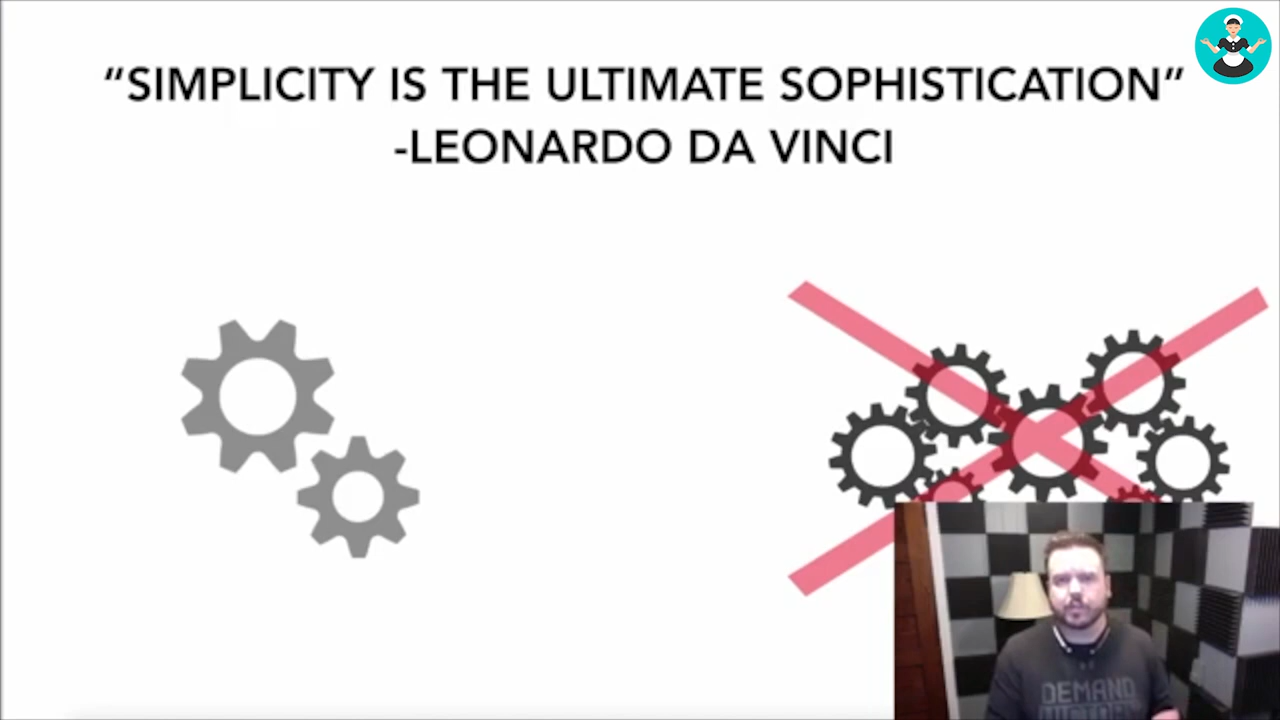 “SIMPLICITY IS THE ULTIMATE SOPHISTICATION”
-LEONARDO DA VINCI
DEMAND